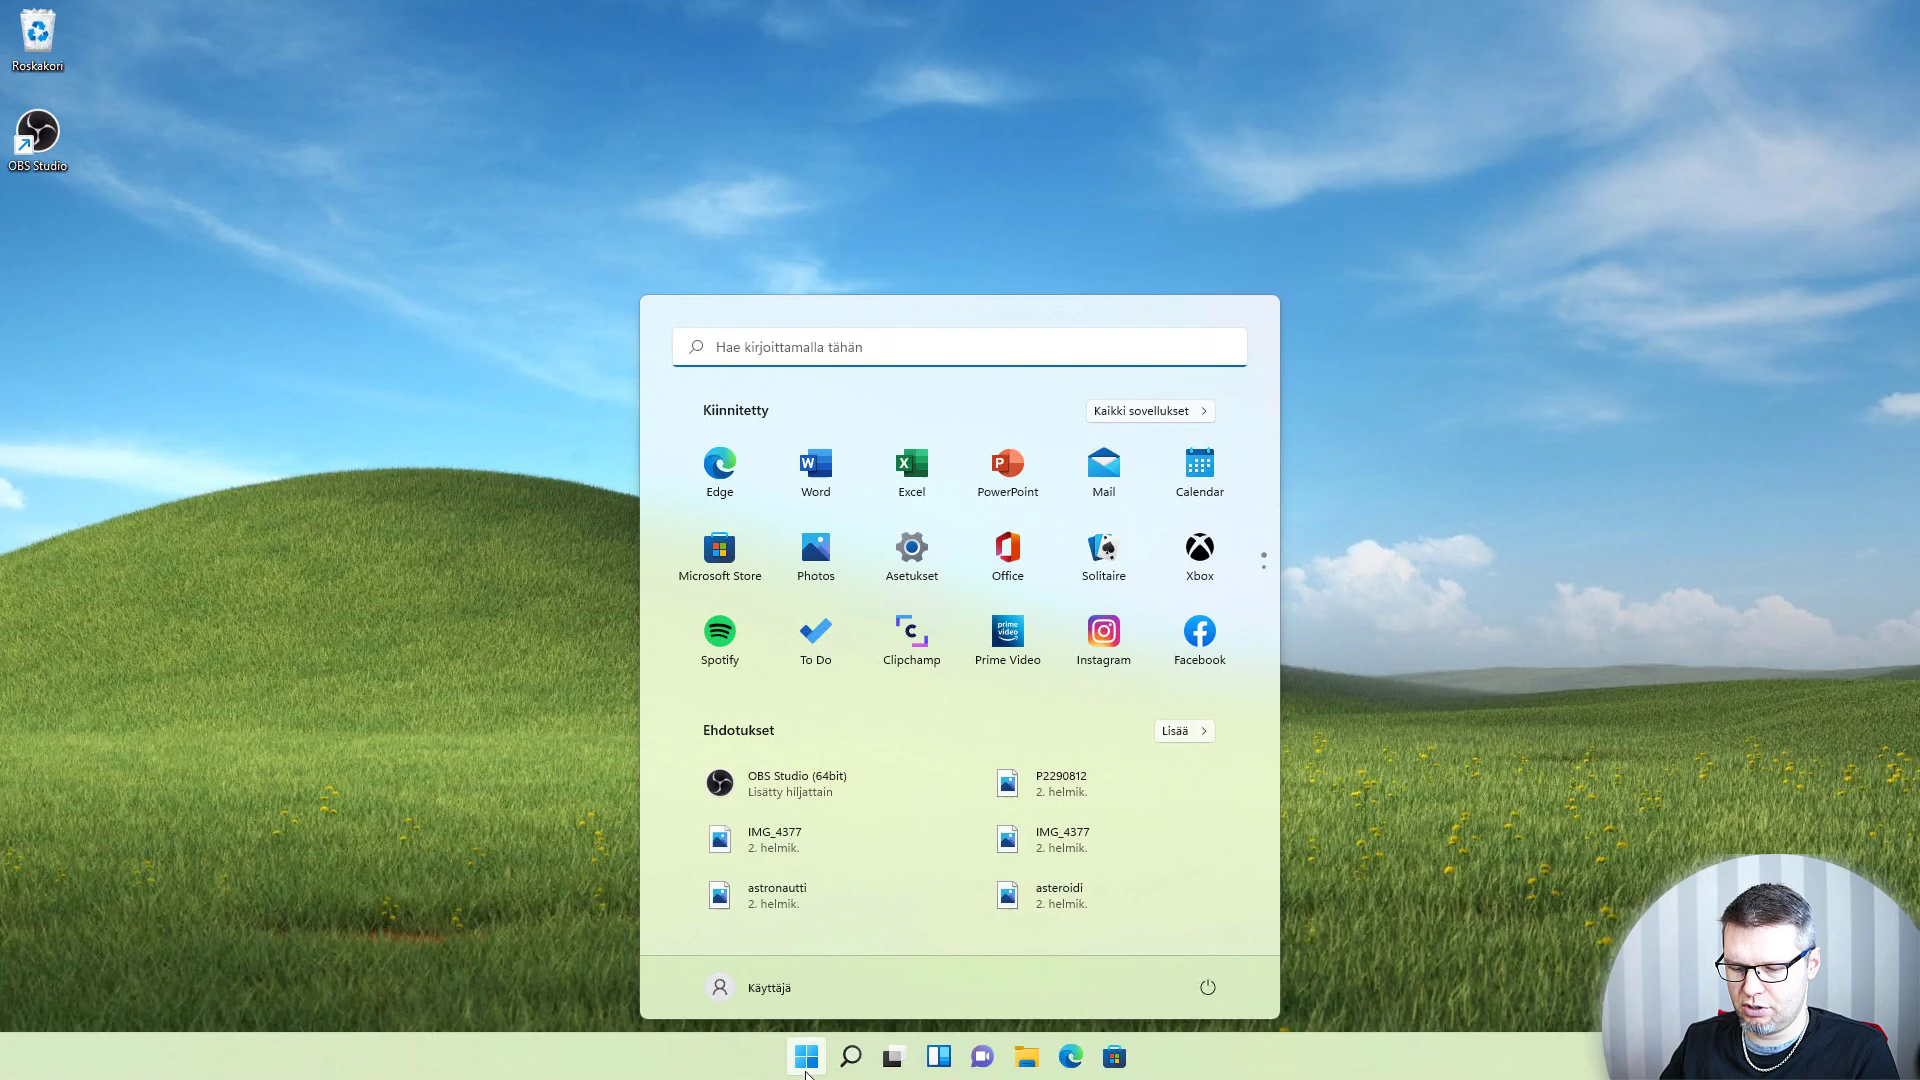 Roskakori
OBS Studio
Hae kirjoittamalla tähän
Kiinnitetty
Kaikki sovellukset
Edge
Word
Excel
PowerPoint
Mail
Calendar
Microsoft Store
Photos
Asetukset
Office
Solitaire
Xbox
prime
video
Spotify
To Do
Clipchamp
Prime Video
Instagram
Facebook
Ehdotukset
Lisää
OBS Studio (64bit)
Lisätty hiljattain
P2290812
2. helmik.
IMG_4377
2. helmik.
IMG_4377
2. helmik.
astronautti
2. helmik.
asteroidi
2. helmik.
Käyttäjä